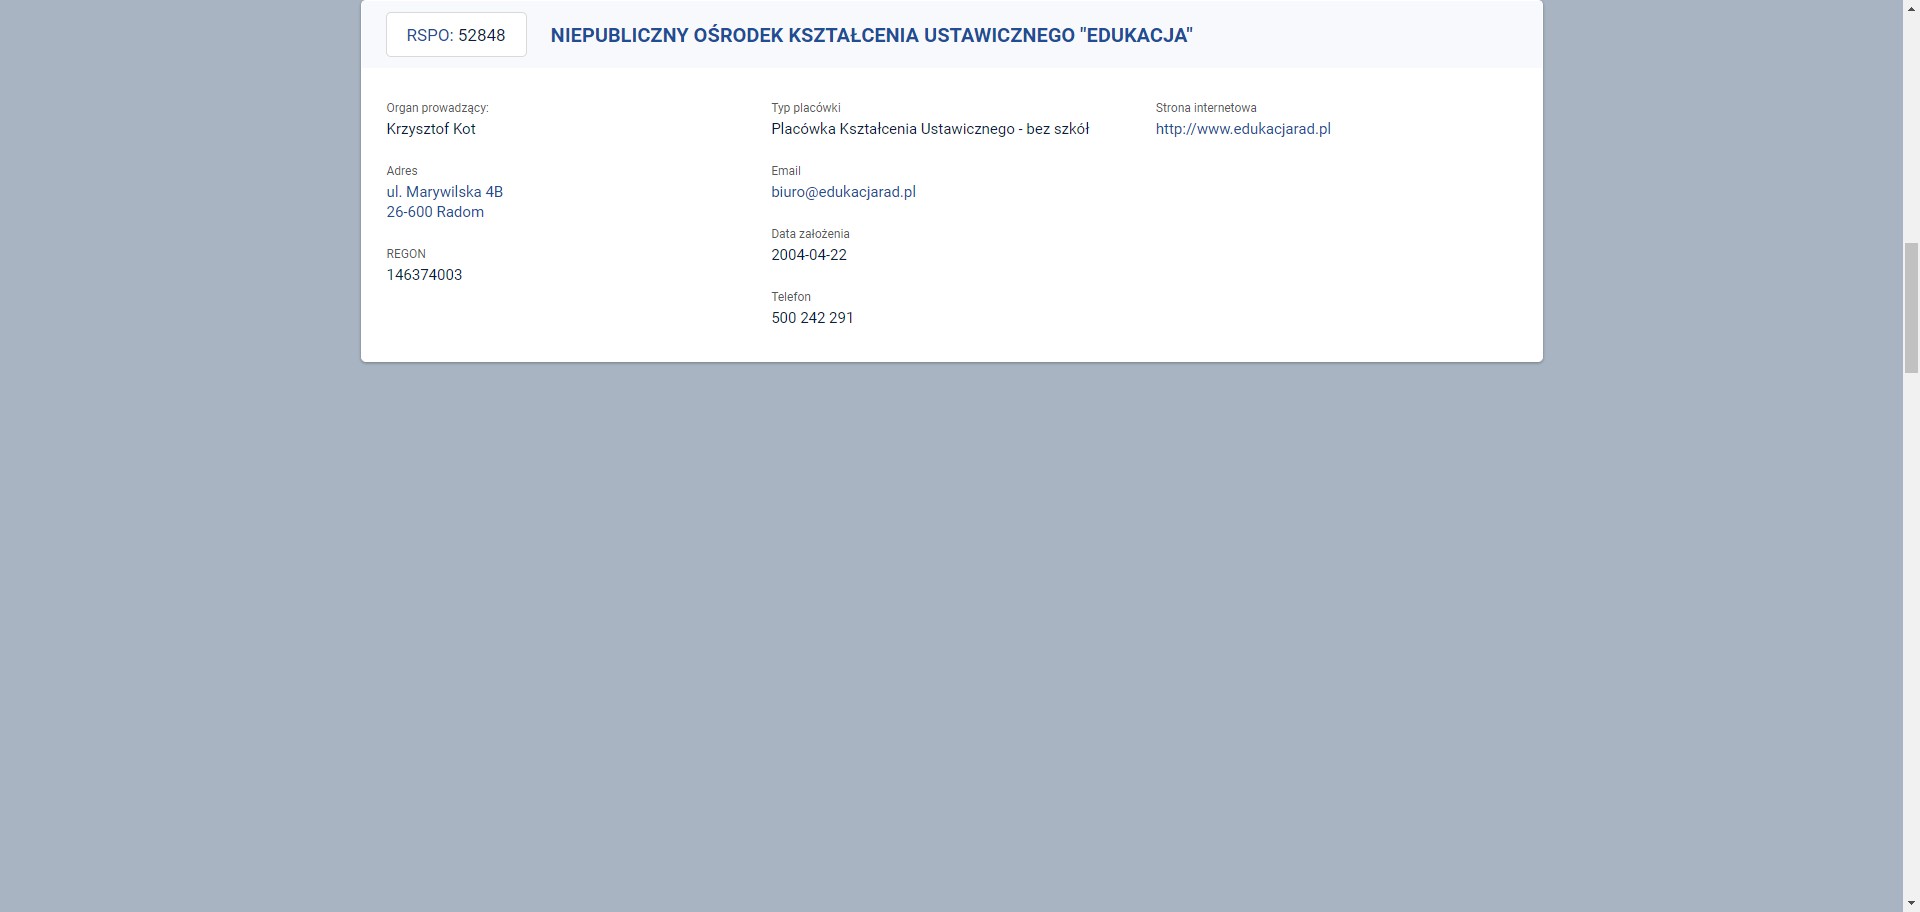 RSPO: 52848
NIEPUBLICZNY OŚRODEK KSZTAŁCENIA USTAWICZNEGO "EDUKACJA"
Organ prowadzący:
Krzysztof Kot
Adres
ul. Marywilska 4B
26-600 Radom
REGON
146374003
Typ placówki
Placówka Kształcenia Ustawicznego - bez szkół
Email
biuro@edukacjarad.pl
Data założenia
2004-04-22
Telefon
500 242 291
Strona internetowa
http://www.edukacjarad.pl